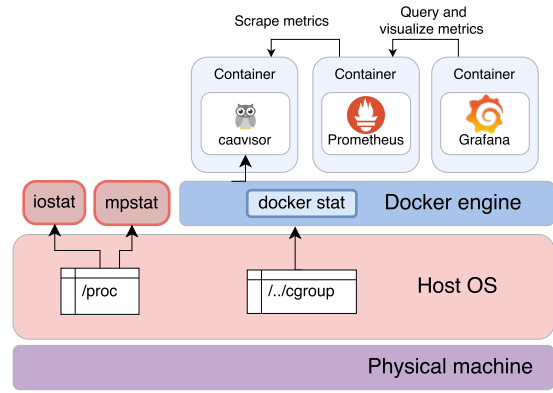 Scrape metrics
Query and
visualize metrics
Container
Container
Container
cadvisor
Prometheus
Grafana
iostat
mpstat
docker stat
Docker engine
/proc
/../cgroup
Host OS
Physical machine